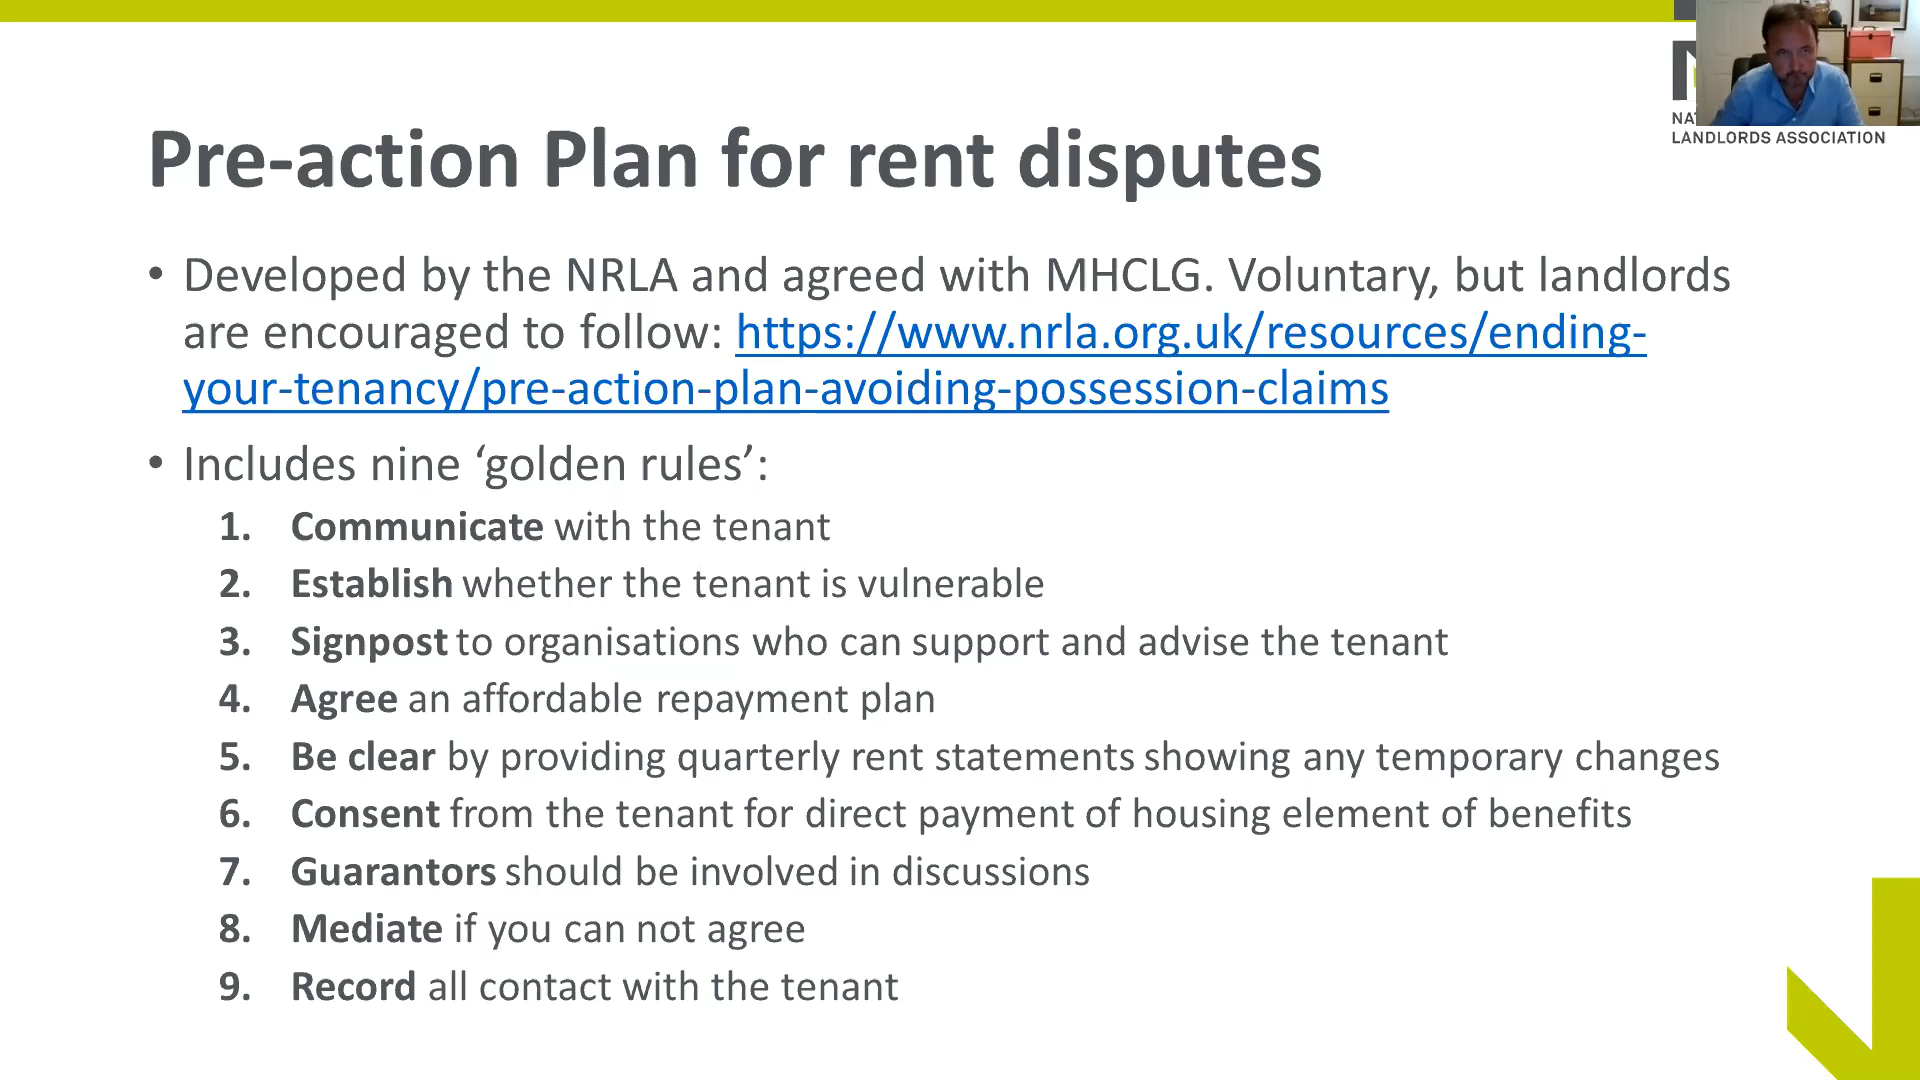 NA
LANDLORDS ASSOCIATION
Pre-action Plan for rent disputes
• Developed by the NRLA and agreed with MHCLG. Voluntary, but landlords
are encouraged to follow: https://www.nrla.org.uk/resources/ending-
your-tenancy/pre-action-plan-avoiding-possession-claims
• Includes nine ‘golden rules’:
1. Communicate with the tenant
2. Establish whether the tenant is vulnerable
3. Signpost to organisations who can support and advise the tenant
4. Agree an affordable repayment plan
5. Be clear by providing quarterly rent statements showing any temporary changes
6. Consent from the tenant for direct payment of housing element of benefits
7. Guarantors should be involved in discussions
8. Mediate if you can not agree
9. Record all contact with the tenant